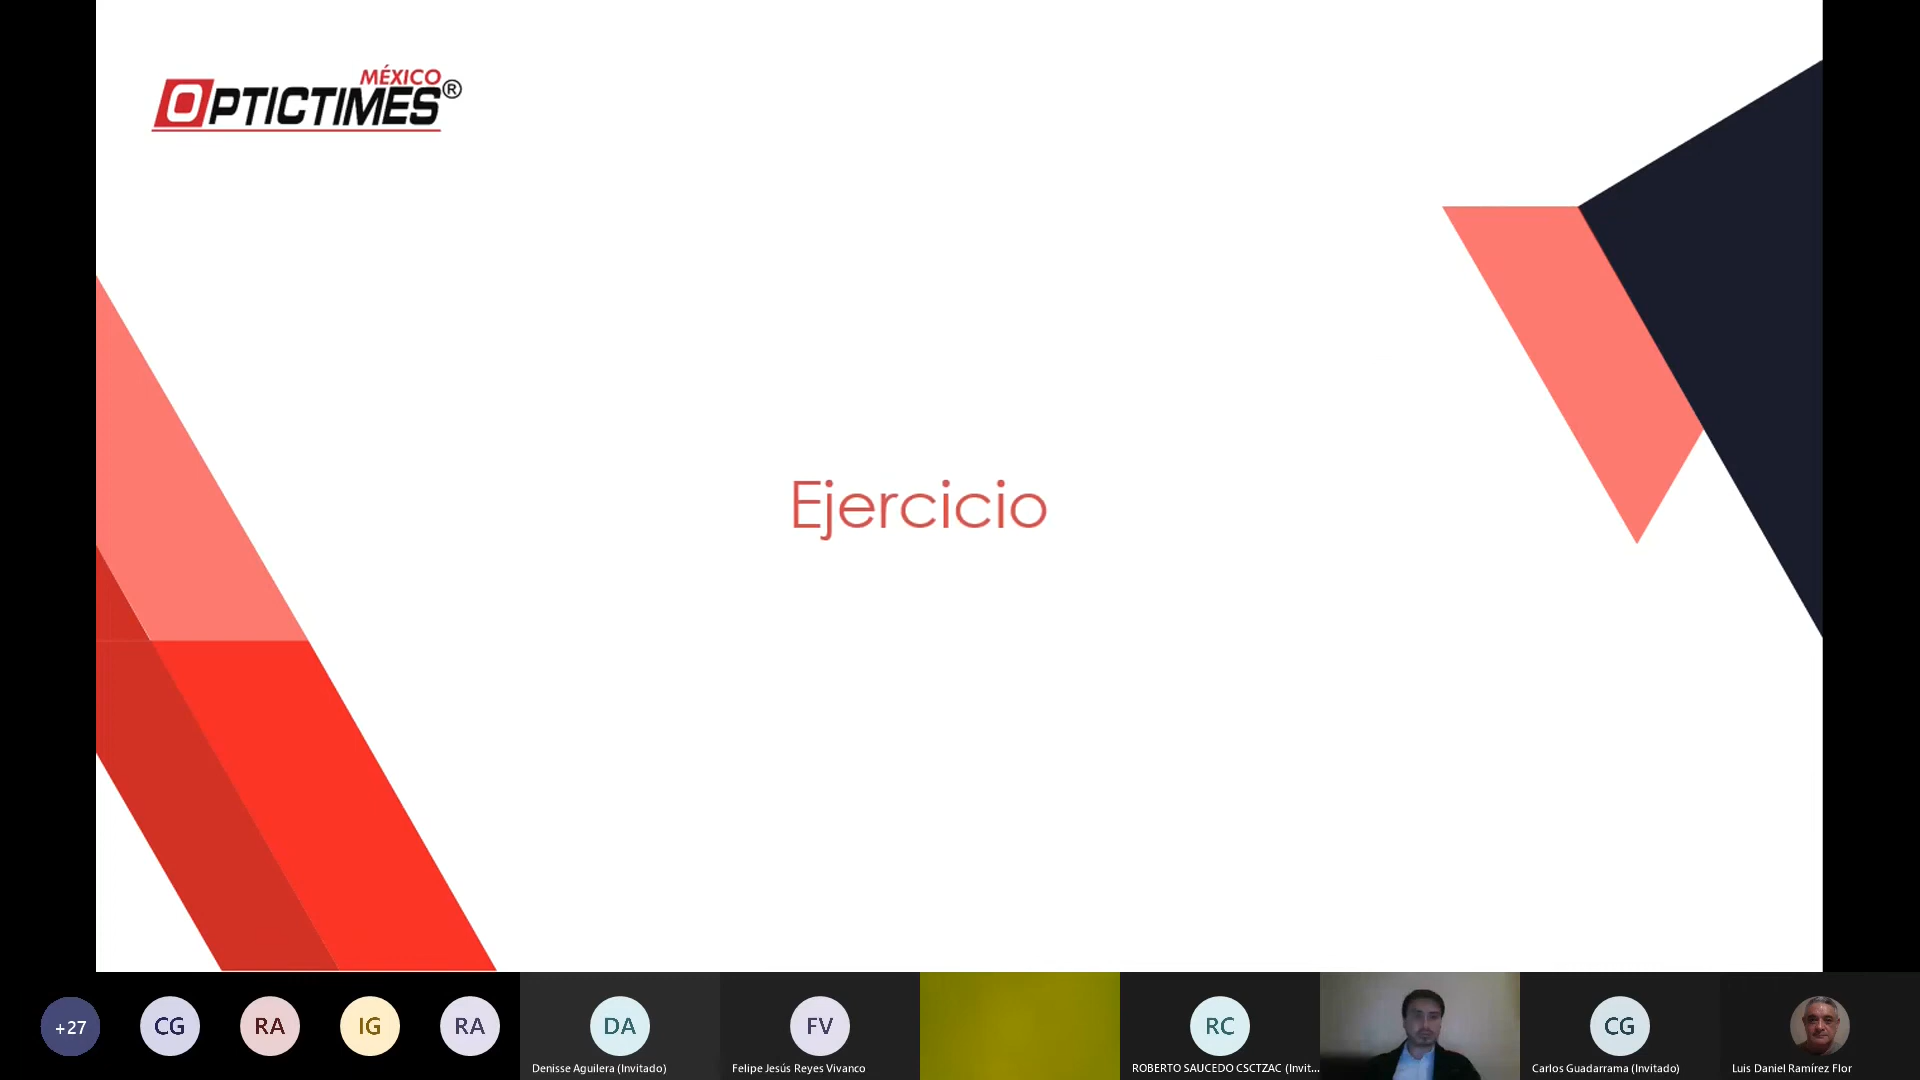 MÉXICO
OPTICTIMES®
Ejercicio
+27
CG
RA
IG
RA
DA
FV
RC
CG
Denisse Aguilera (Invitado)
Felipe Jesús Reyes Vivanco
ROBERTO SAUCEDO CSCTZAC (Invit...
Carlos Guadarrama (Invitado)
Luis Daniel Ramírez Flor